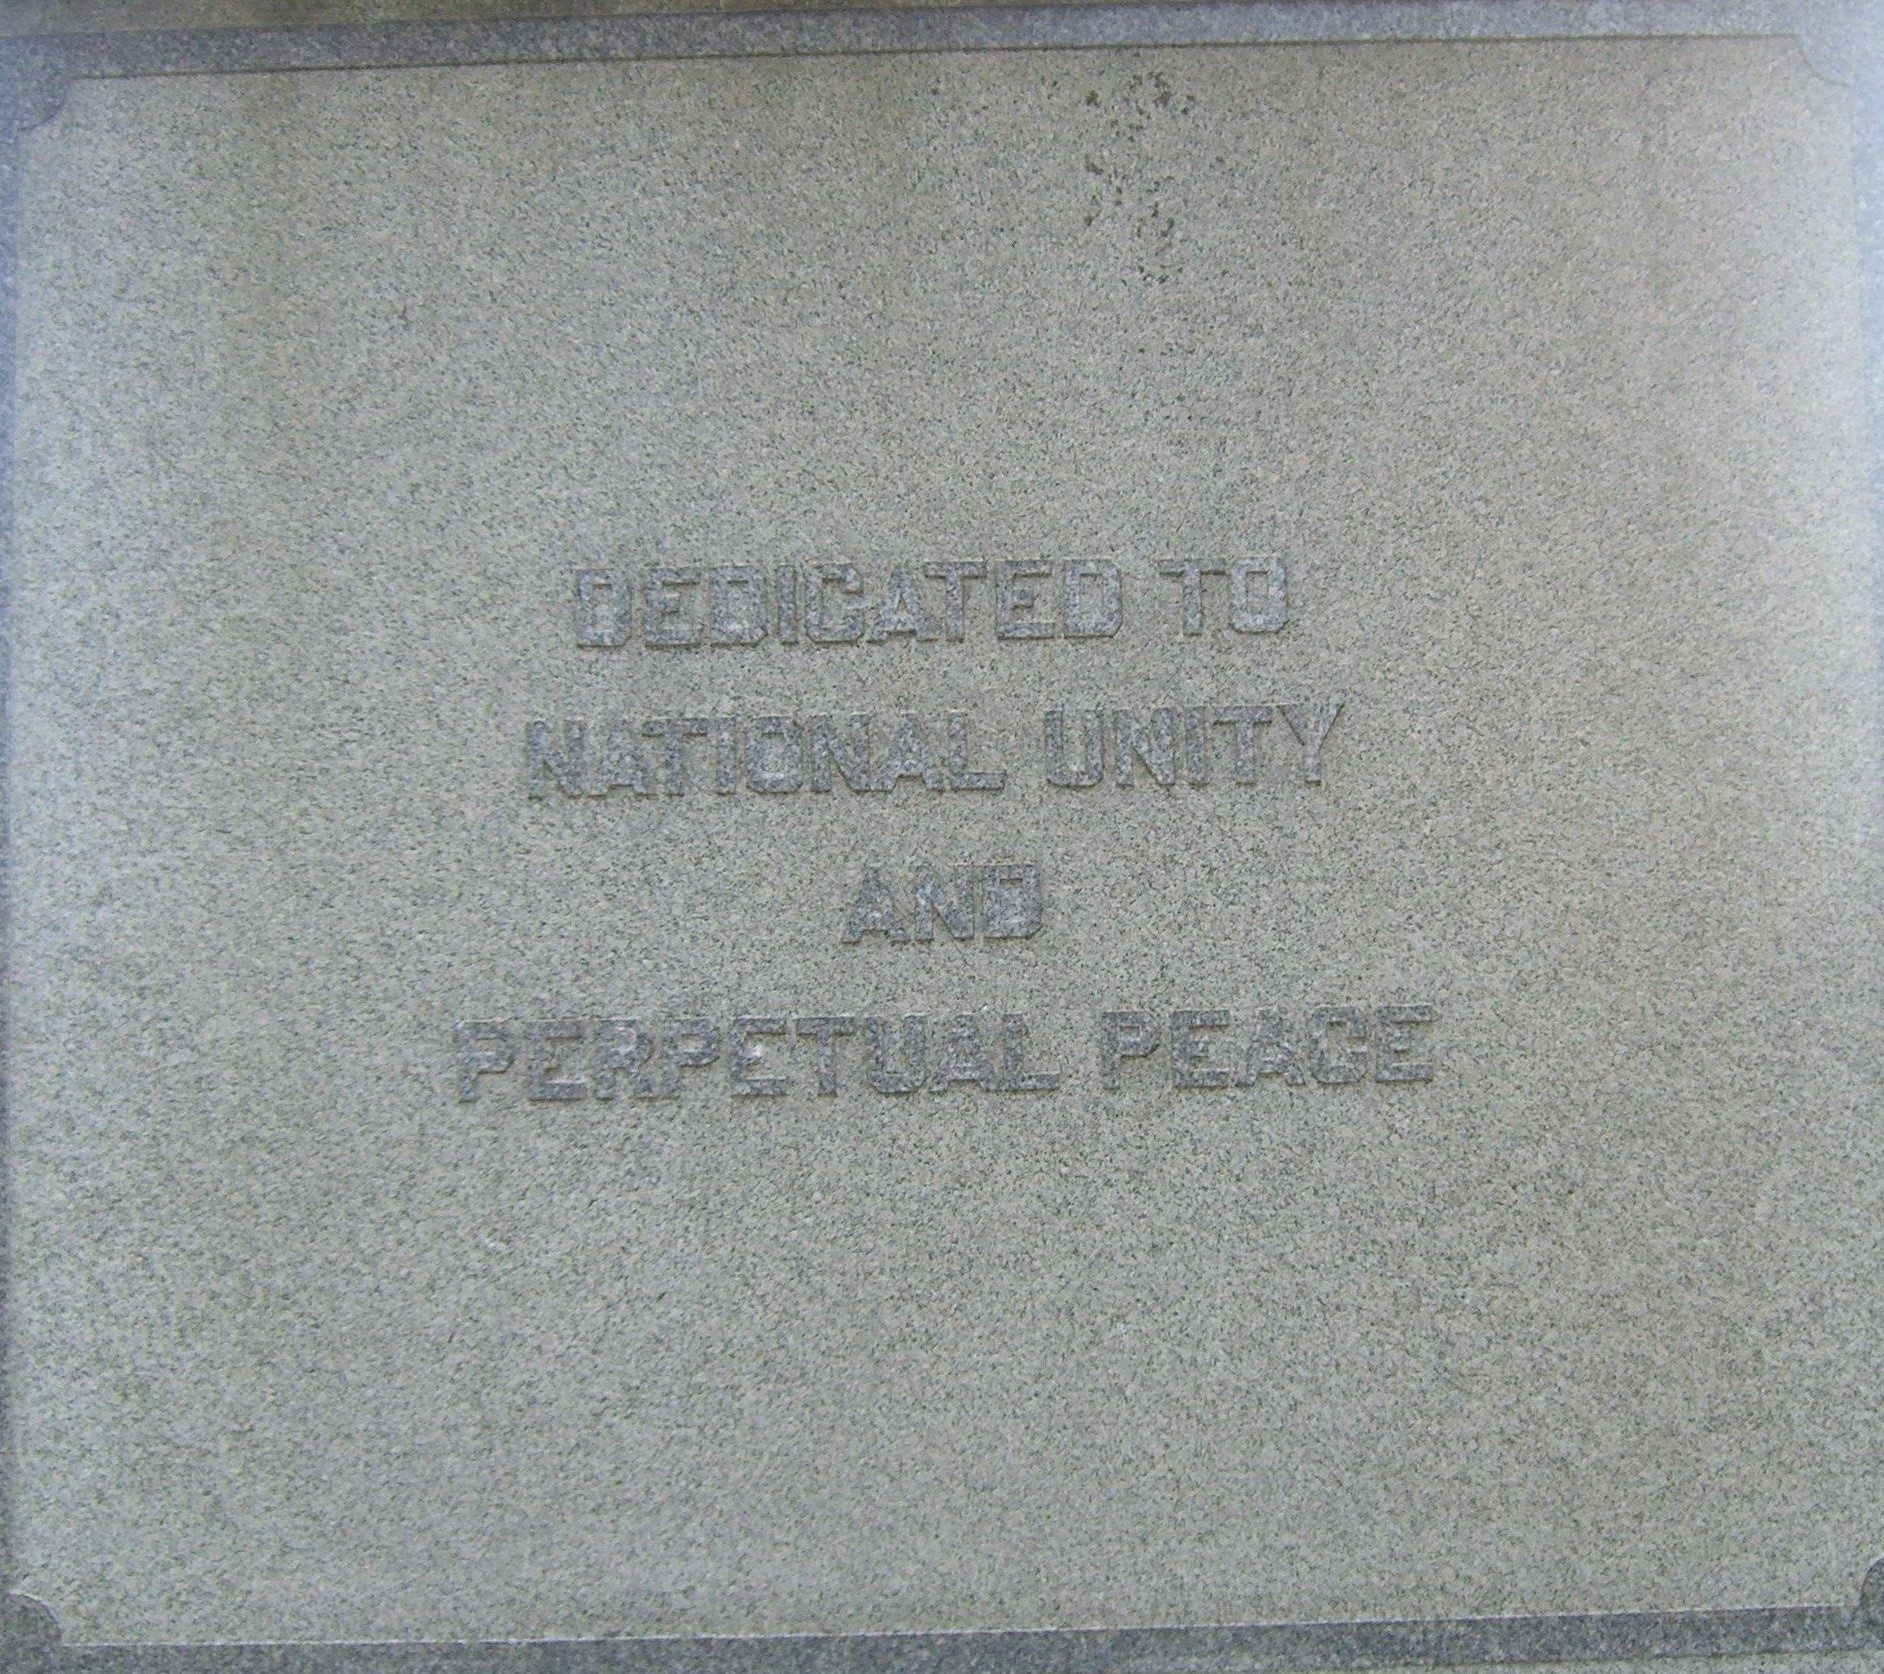 DEDICATED TO
NATIONAL UNITY
AND
PERPETUAL PEACE